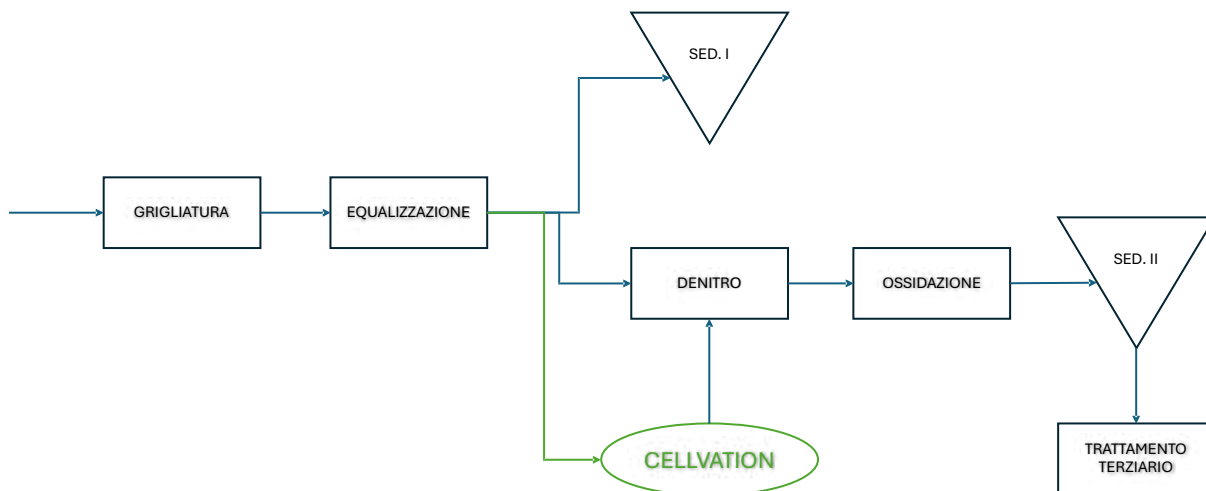 SED. I
GRIGLIATURA
EQUALIZZAZIONE
DENITRO
OSSIDAZIONE
SED. II
CELLVATION
TRATTAMENTO
TERZIARIO